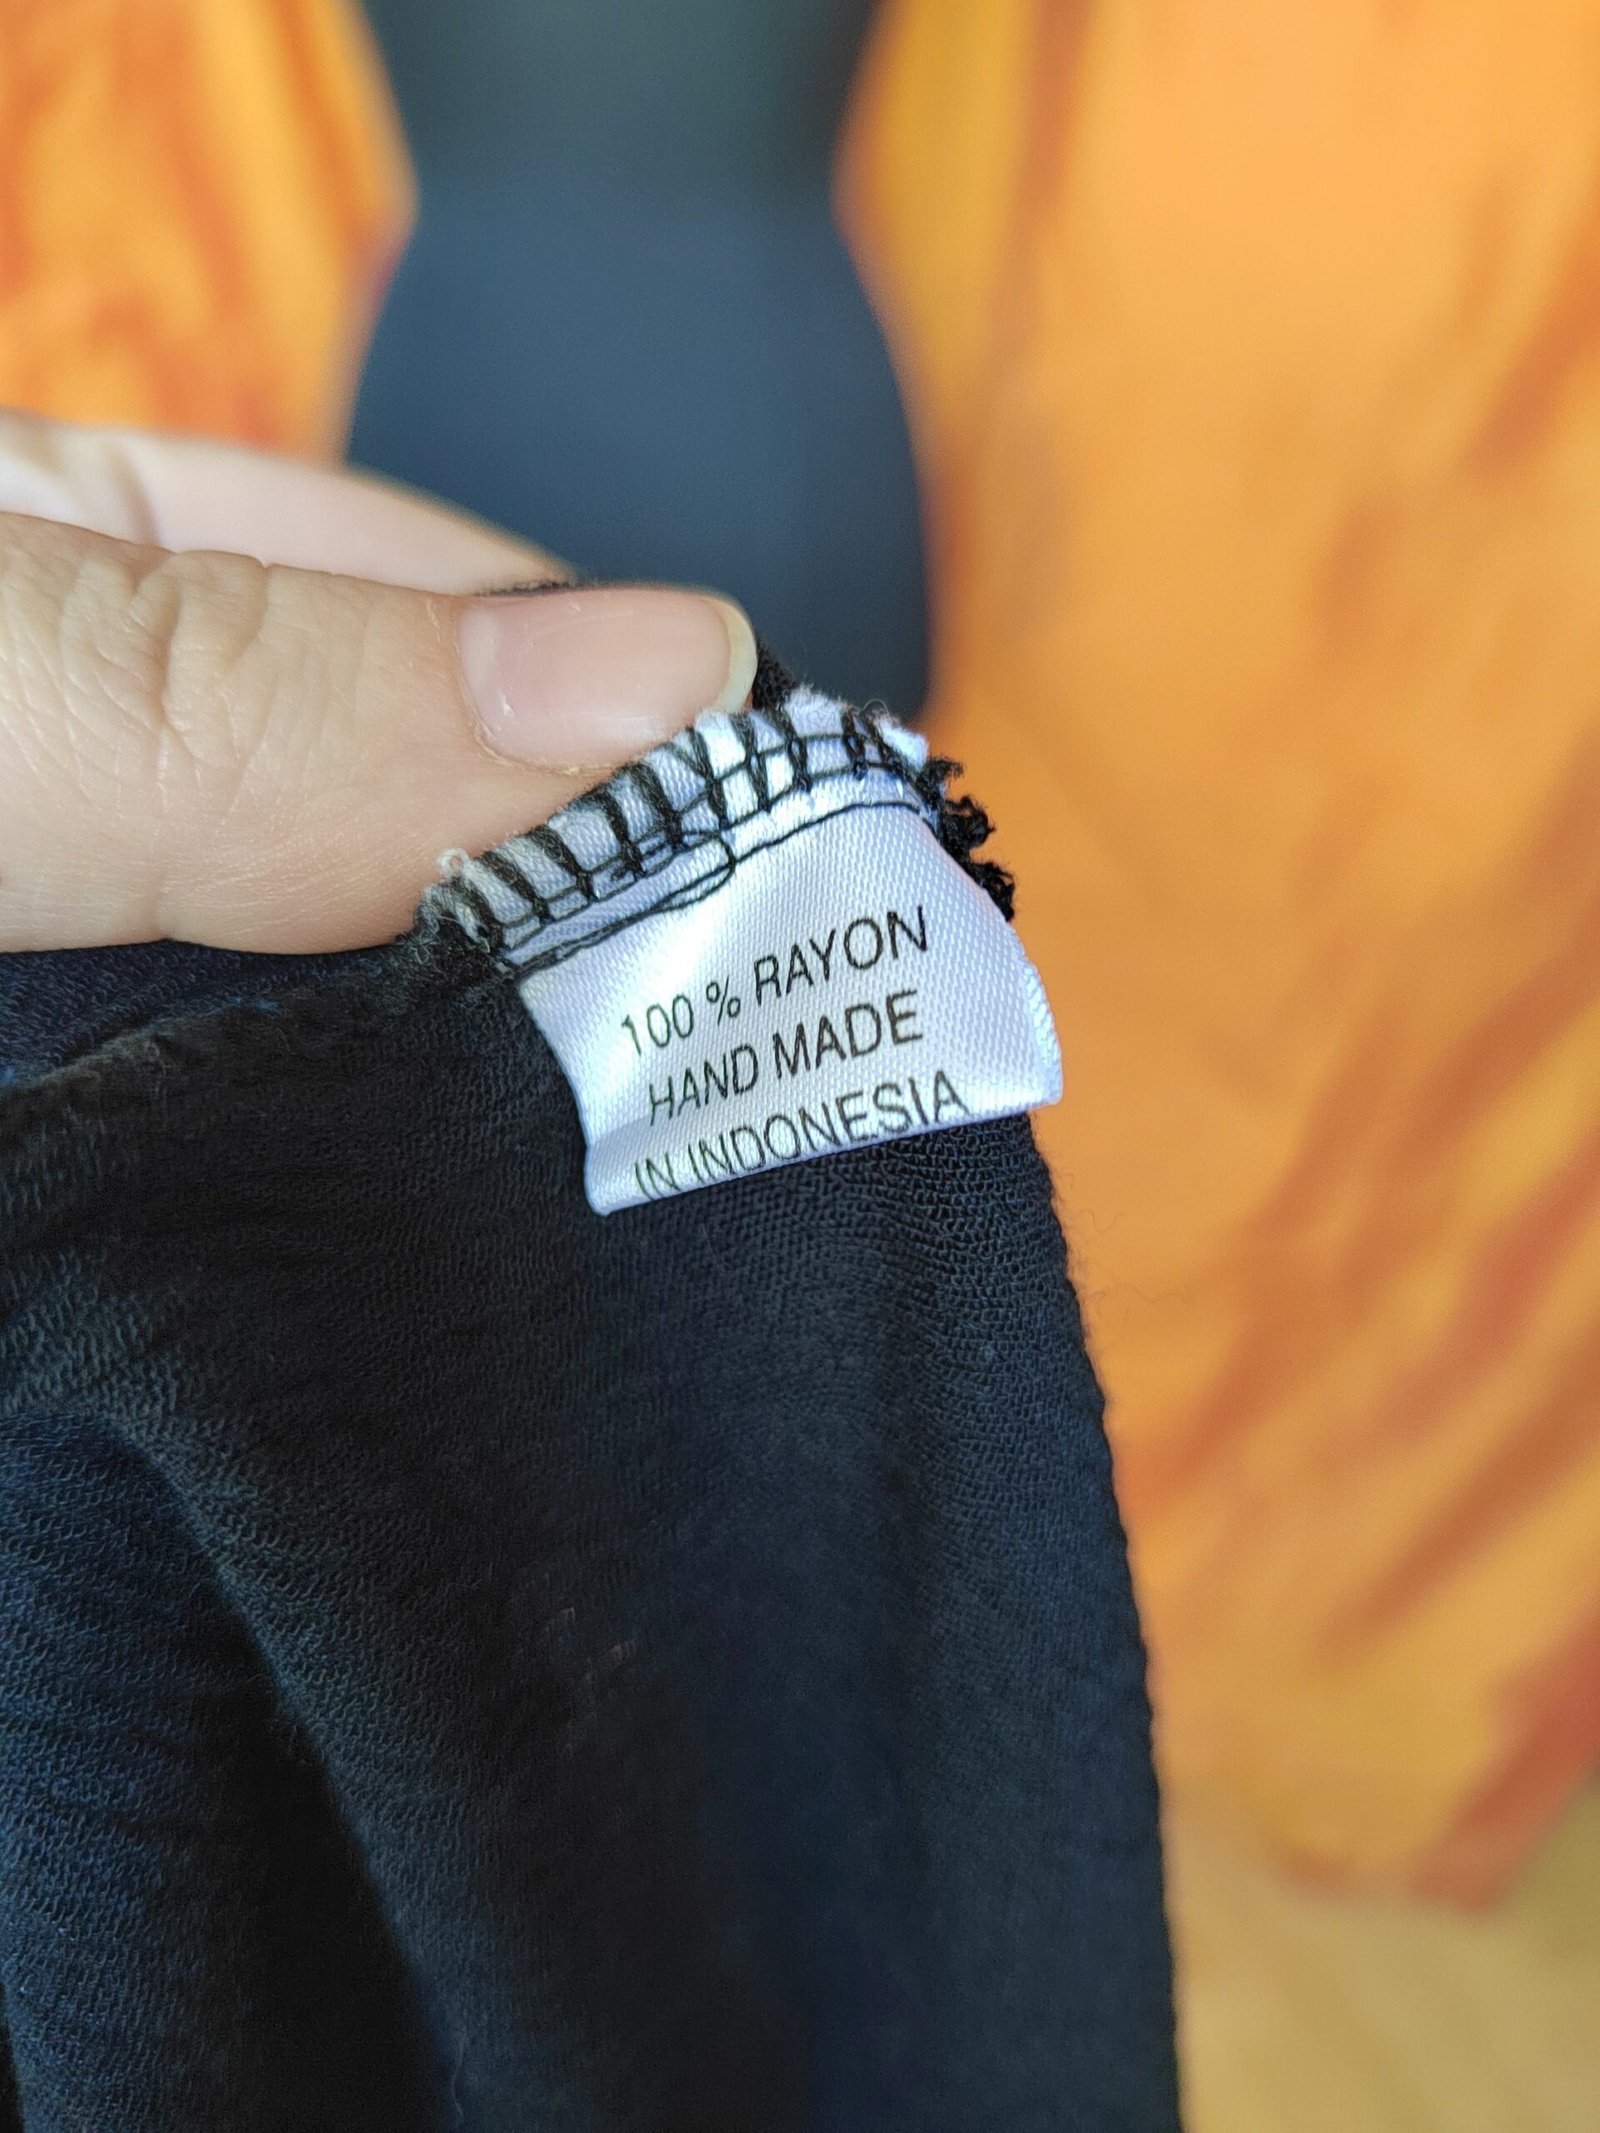 100 % RAYON
HAND MADE
IN INDONESIA